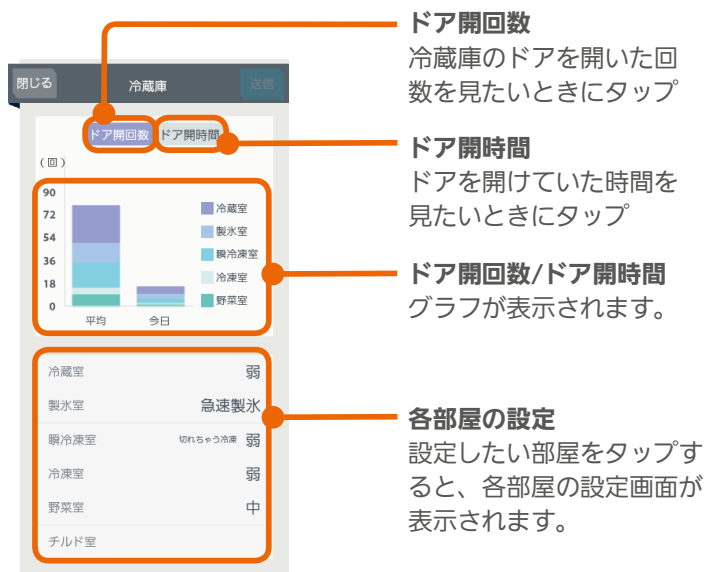 閉じる
冷蔵庫
送信
ドア開回数
ドア開時間
(回)
90
72
54
36
18
0
平均
今日
冷蔵室
製氷室
瞬冷凍室
冷凍室
野菜室
冷蔵室 弱
製氷室 急速製氷
瞬冷凍室 切れちゃう冷凍 弱
冷凍室 弱
野菜室 中
チルド室
ドア開回数
冷蔵庫のドアを開いた回
数を見たいときにタップ
ドア開時間
ドアを開けていた時間を
見たいときにタップ
ドア開回数/ドア開時間
グラフが表示されます。
各部屋の設定
設定したい部屋をタップす
ると、各部屋の設定画面が
表示されます。